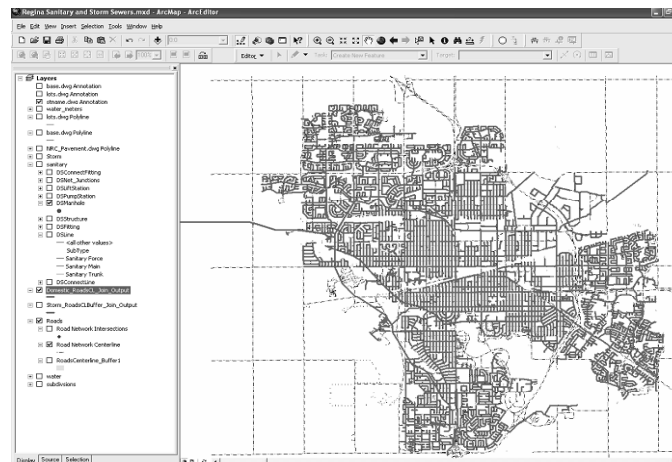 Regina Sanitary and Storm Sewers.mxd - ArcMap - ArcEditor
File Edit View Insert Selection Tools Window Help
Editor Task: Create New Feature Target:
Layers
base.dwg Annotation
lots.dwg Annotation
stname.dwg Annotation
water_meters
lots.dwg Polyline
base.dwg Polyline
NRC_Pavement.dwg Polyline
Storm
sanitary
DSConnectFitting
DSNet_Junctions
DSLiftStation
DSPumpStation
DSManhole
DSStructure
DSFitting
DSLine
<all other values>
SubType
Sanitary Force
Sanitary Main
Sanitary Trunk
DSConnectLine
Domestic_RoadsCL_Join_Output
Storm_RoadsCLBuffer_Join_Output
Roads
Road Network Intersections
Road Network Centerline
RoadsCenterline_Buffer1
water
subdivisions
Display Source Selection